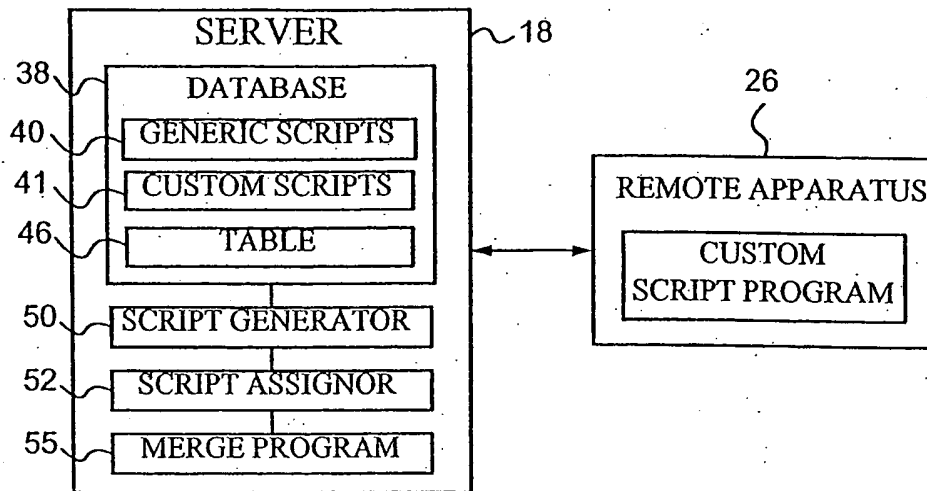 SERVER
18
38
DATABASE
40
GENERIC SCRIPTS
41
CUSTOM SCRIPTS
46
TABLE
50
SCRIPT GENERATOR
52
SCRIPT ASSIGNOR
55
MERGE PROGRAM
26
REMOTE APPARATUS
CUSTOM
SCRIPT PROGRAM